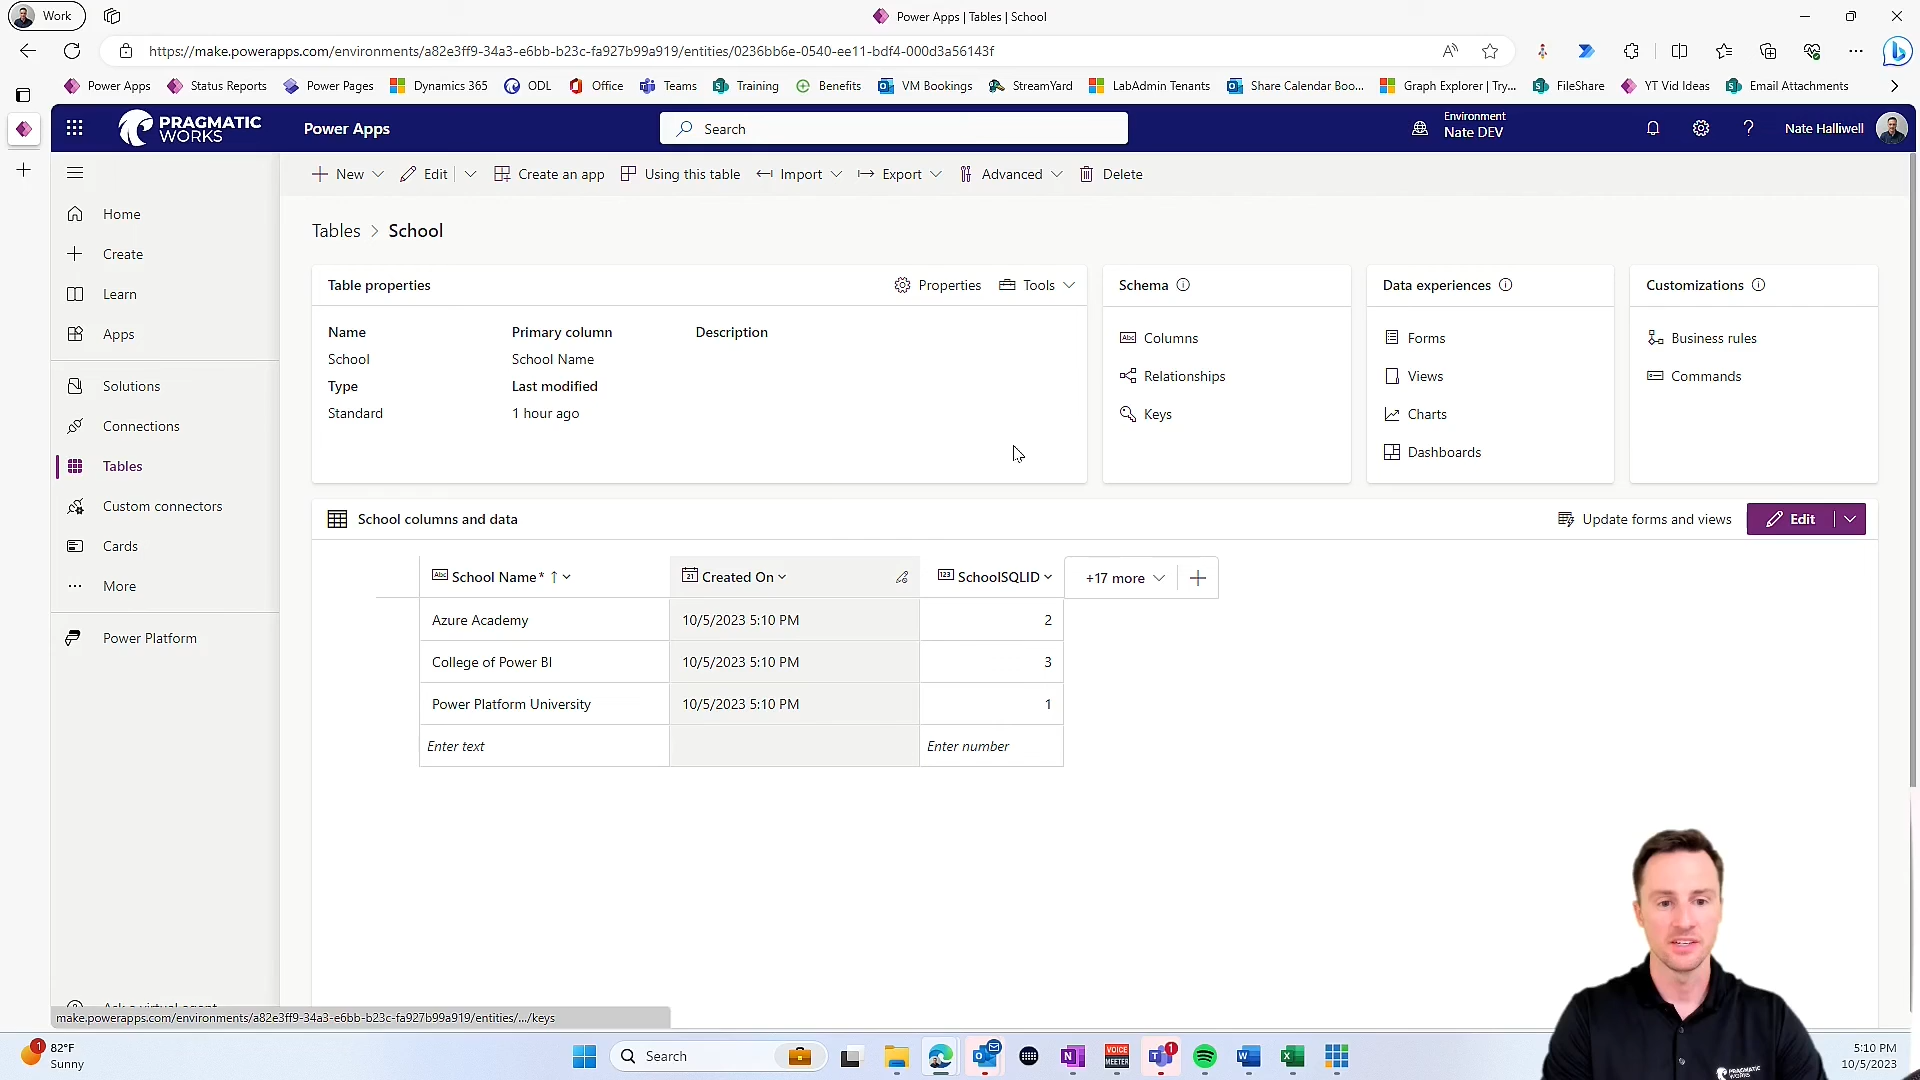 Work
Power Apps | Tables | School
https://make.powerapps.com/environments/a82e3ff9-34a3-e6bb-b23c-fa927b99a919/entities/0236bb6e-0540-ee11-bdf4-000d3a56143f
Power Apps
Status Reports
Power Pages
Dynamics 365
ODL
Office
Teams
Training
Benefits
VM Bookings
StreamYard
LabAdmin Tenants
Share Calendar Boo...
Graph Explorer | Try...
FileShare
YT Vid Ideas
Email Attachments
PRAGMATIC WORKS
Power Apps
Search
Environment
Nate DEV
Nate Halliwell
New
Edit
Create an app
Using this table
Import
Export
Advanced
Delete
Home
Create
Learn
Apps
Solutions
Connections
Tables
Custom connectors
Cards
More
Power Platform
Tables > School
Table properties
Properties
Tools
Name
Primary column
Description
School
School Name
Type
Last modified
Standard
1 hour ago
Schema
Columns
Relationships
Keys
Data experiences
Forms
Views
Charts
Dashboards
Customizations
Business rules
Commands
School columns and data
Update forms and views
Edit
School Name*
Created On
SchoolSQLID
+17 more
Azure Academy
10/5/2023 5:10 PM
2
College of Power BI
10/5/2023 5:10 PM
3
Power Platform University
10/5/2023 5:10 PM
1
Enter text
Enter number
make.powerapps.com/environments/a82e3ff9-34a3-e6bb-b23c-fa927b99a919/entities/.../keys
1
82°F
Sunny
Search
VOICE
MEETER
1
5:10 PM
10/5/2023
PRAGMATIC
WORKS